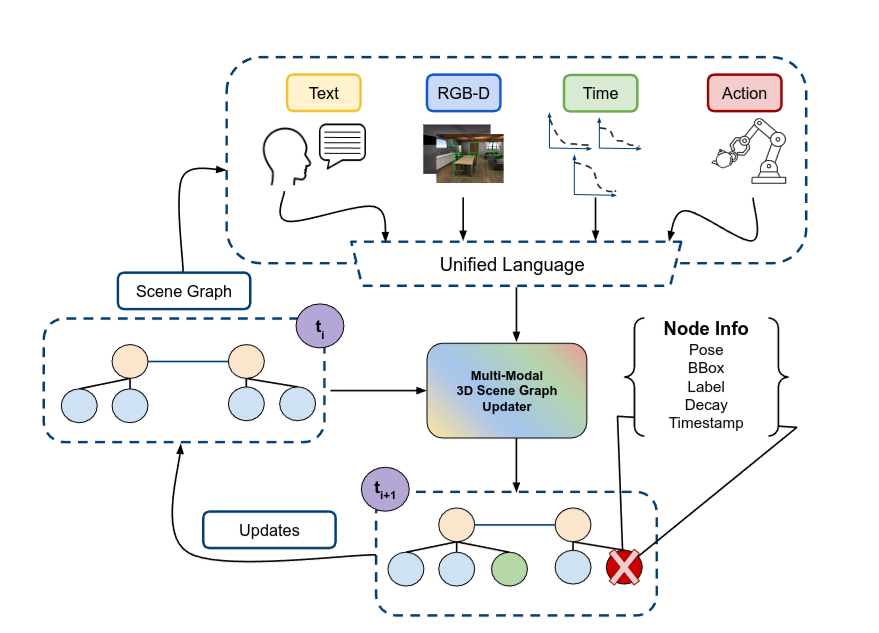 Text
RGB-D
Time
Action
Unified Language
Scene Graph
t_i
Multi-Modal
3D Scene Graph
Updater
Node Info
Pose
BBox
Label
Decay
Timestamp
t_i+1
Updates